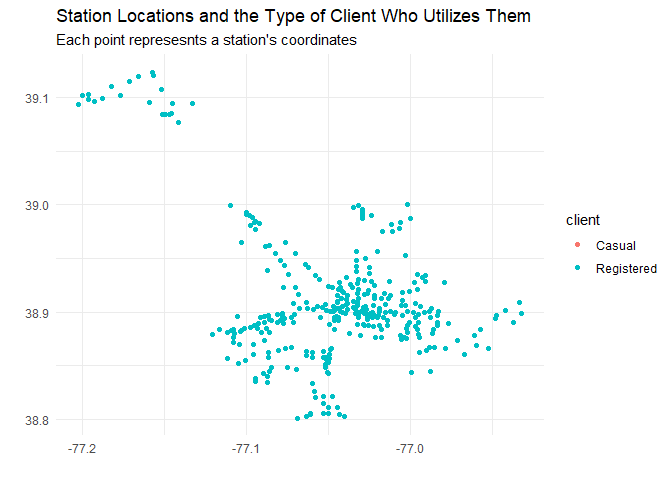 Station Locations and the Type of Client Who Utilizes Them
Each point represesnts a station's coordinates
39.1
39.0
38.9
38.8
-77.2
-77.1
-77.0
client
Casual
Registered